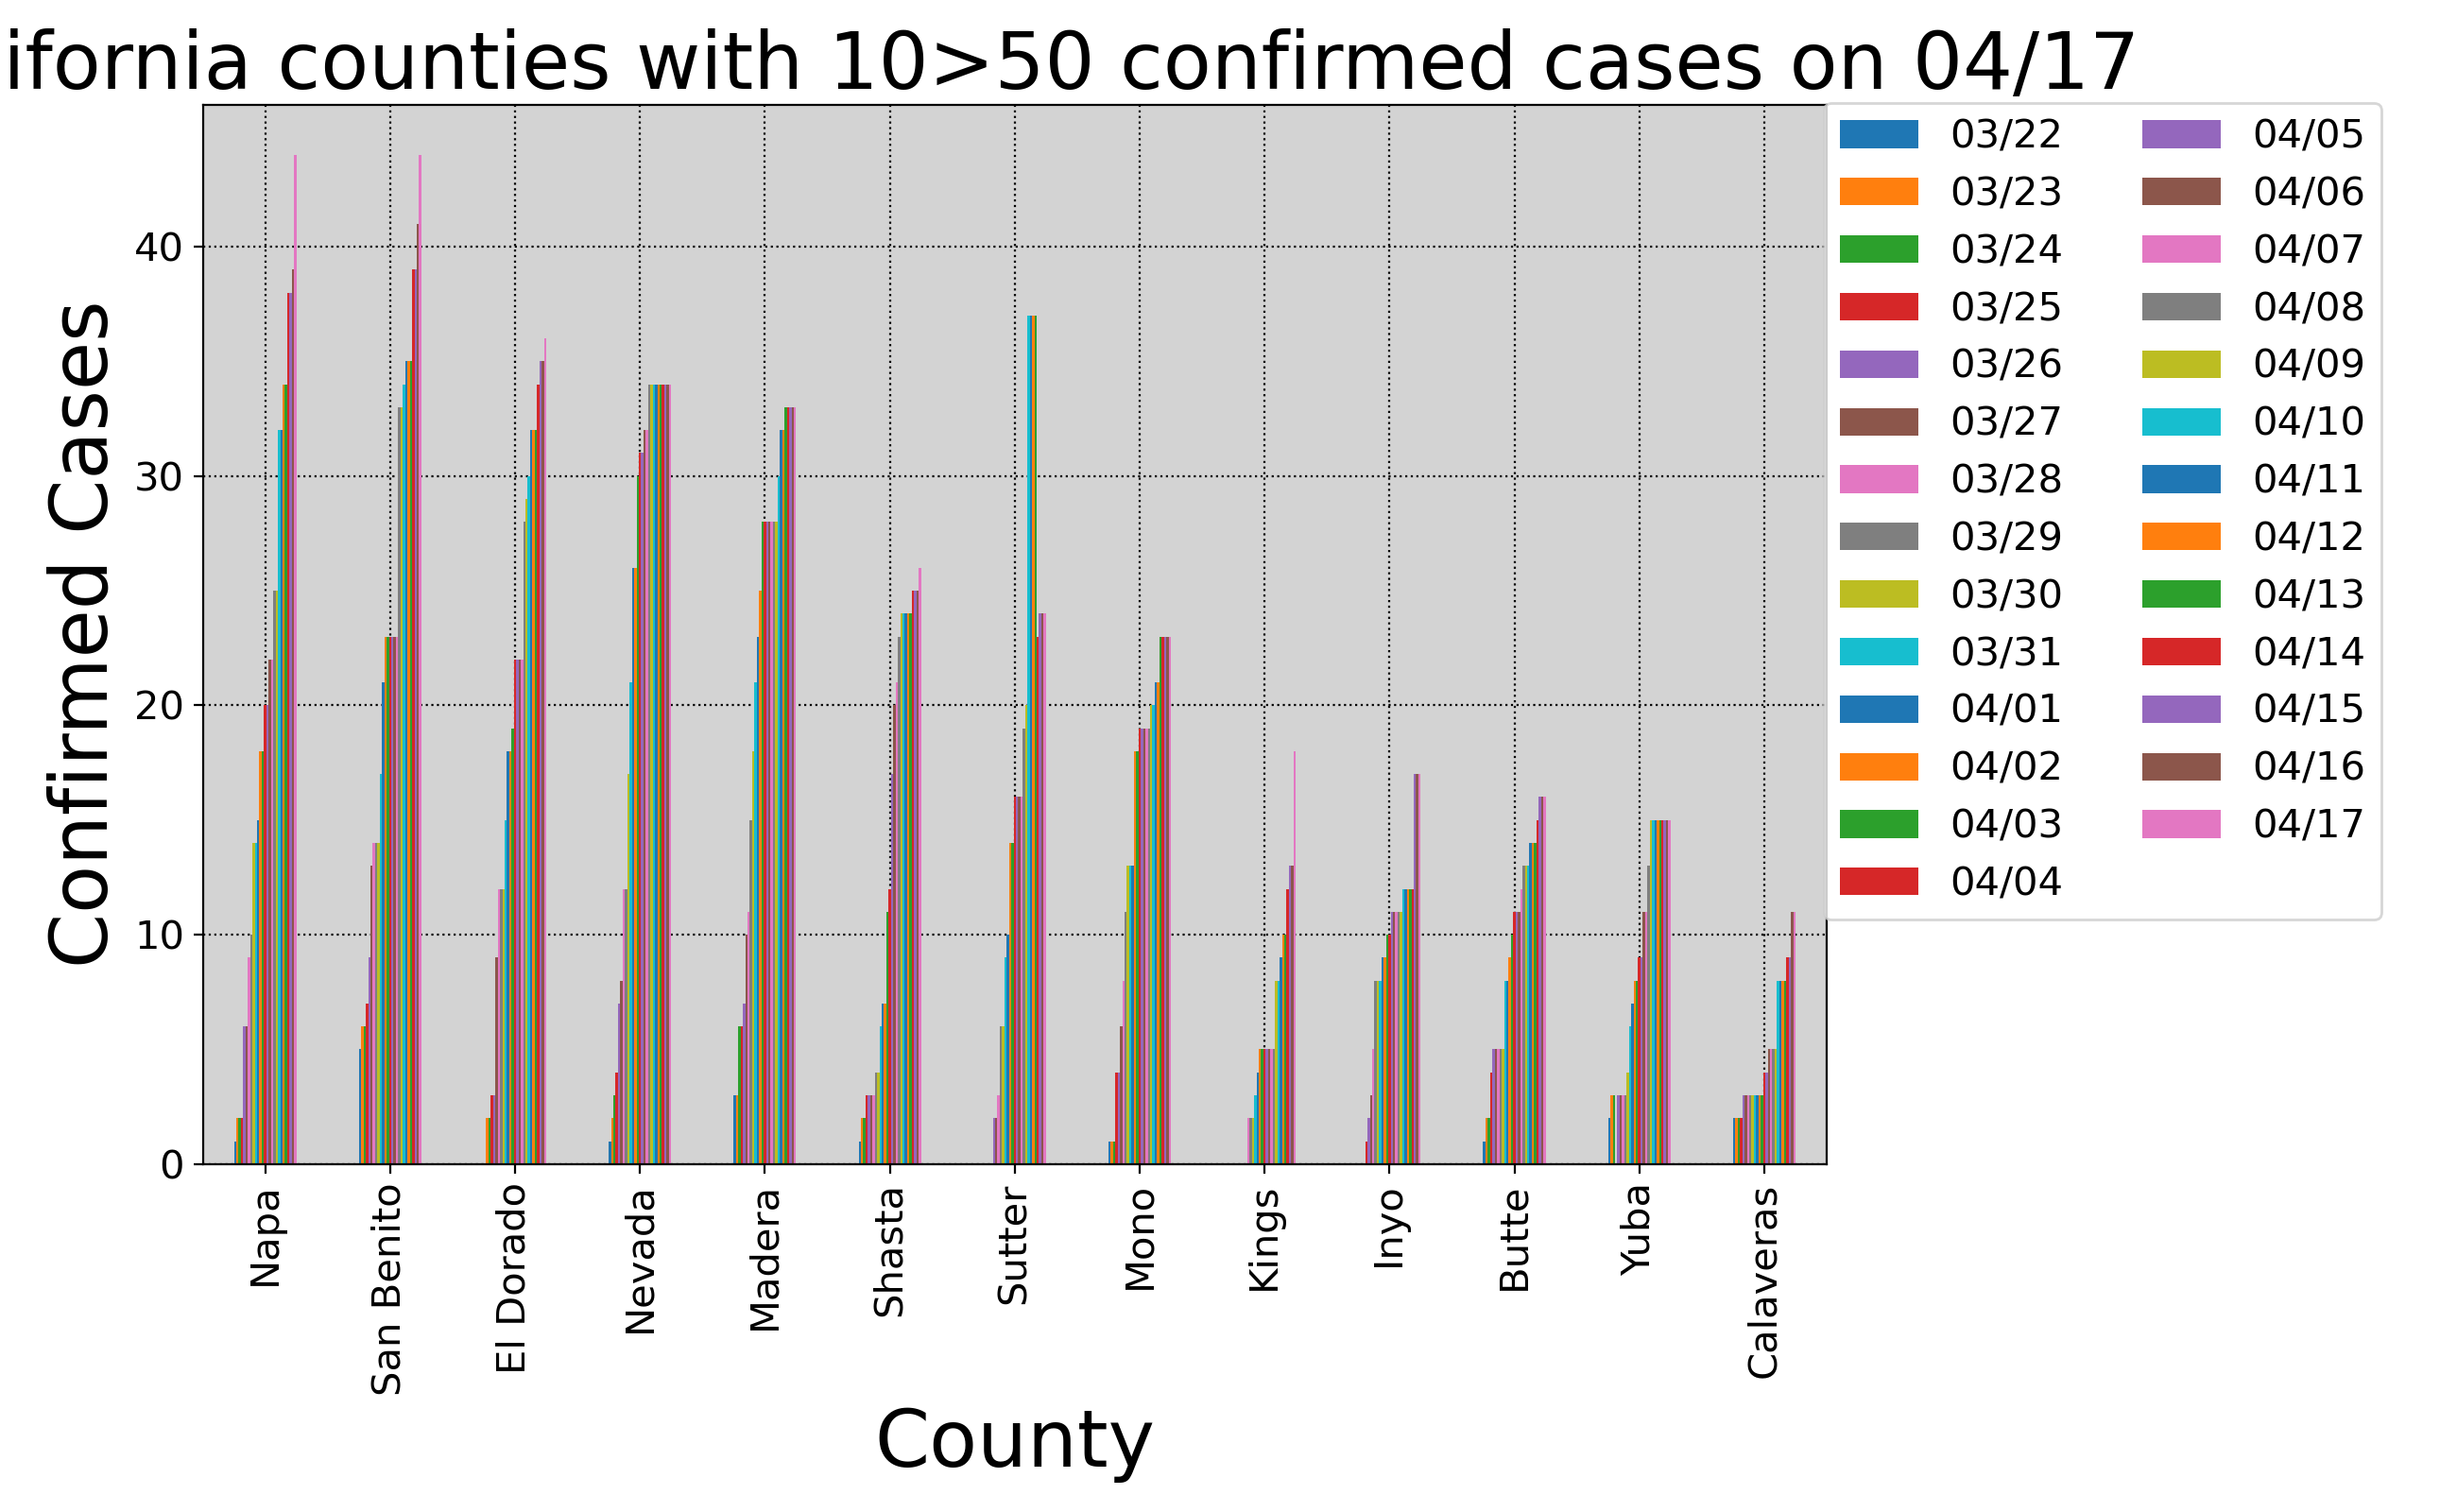 ifornia counties with 10>50 confirmed cases on 04/17
Confirmed Cases
40
30
20
10
0
Napa
San Benito
El Dorado
Nevada
Madera
Shasta
Sutter
Mono
Kings
Inyo
Butte
Yuba
Calaveras
County
03/22
03/23
03/24
03/25
03/26
03/27
03/28
03/29
03/30
03/31
04/01
04/02
04/03
04/04
04/05
04/06
04/07
04/08
04/09
04/10
04/11
04/12
04/13
04/14
04/15
04/16
04/17